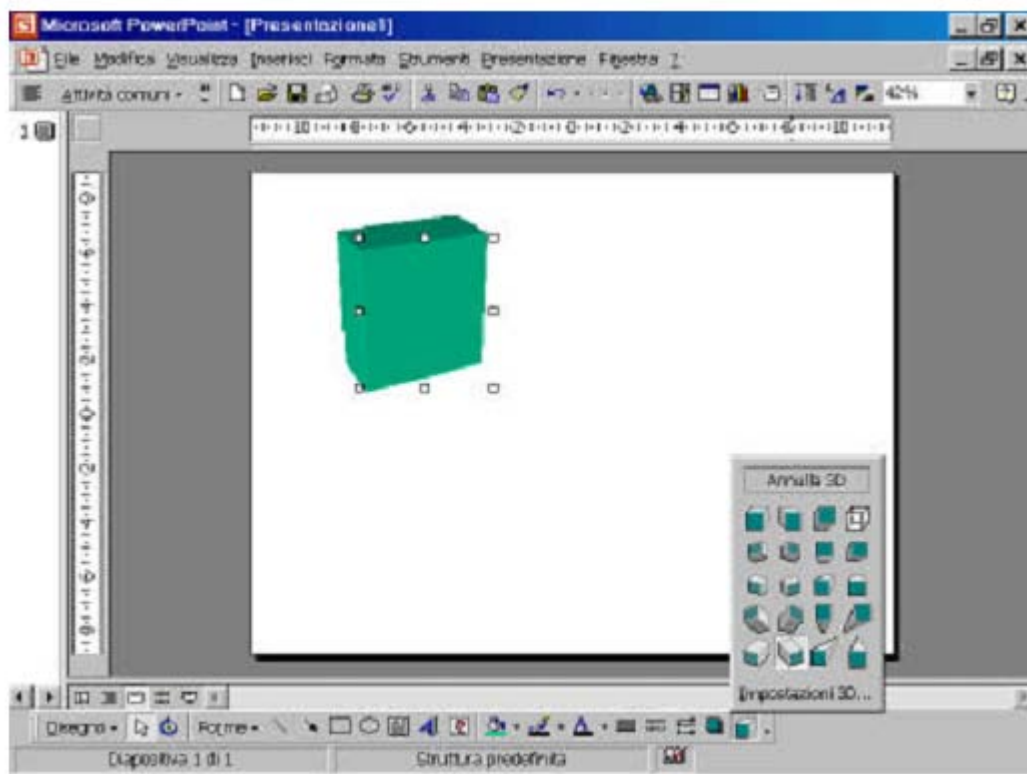 Microsoft PowerPoint - [Presentazione1]
File Modifica Visualizza Inserisci Formato Strumenti Presentazione Finestra ?
Attività comuni 42%
1
Annulla 3D
Impostazioni 3D...
Disegno Forme
Diapositiva 1 di 1 Struttura predefinita